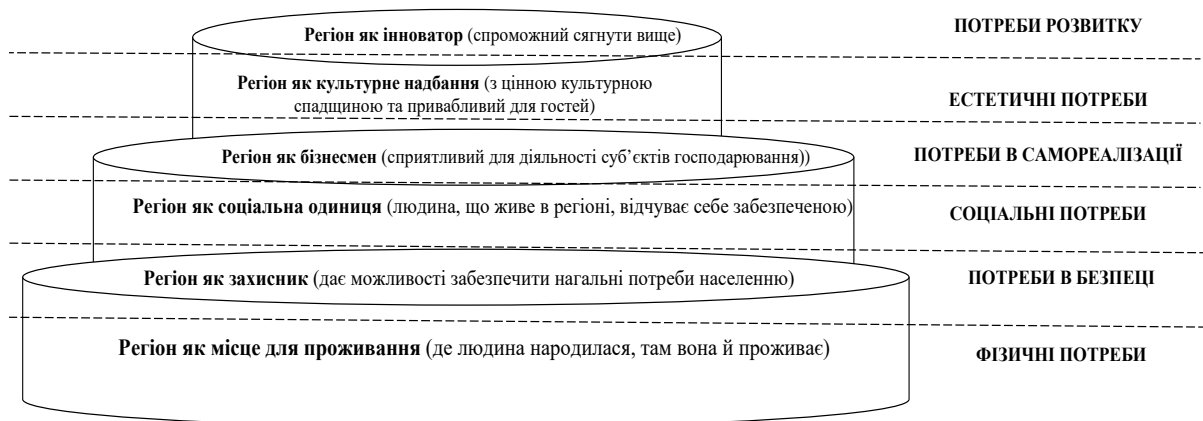 Регіон як інноватор (спроможний сягнути вище)
ПОТРЕБИ РОЗВИТКУ
Регіон як культурне надбання (з цінною культурною
спадщиною та привабливий для гостей)
ЕСТЕТИЧНІ ПОТРЕБИ
Регіон як бізнесмен (сприятливий для діяльності суб’єктів господарювання))
ПОТРЕБИ В САМОРЕАЛІЗАЦІЇ
Регіон як соціальна одиниця (людина, що живе в регіоні, відчуває себе забезпеченою)
СОЦІАЛЬНІ ПОТРЕБИ
Регіон як захисник (дає можливості забезпечити нагальні потреби населенню)
ПОТРЕБИ В БЕЗПЕЦІ
Регіон як місце для проживання (де людина народилася, там вона й проживає)
ФІЗИЧНІ ПОТРЕБИ